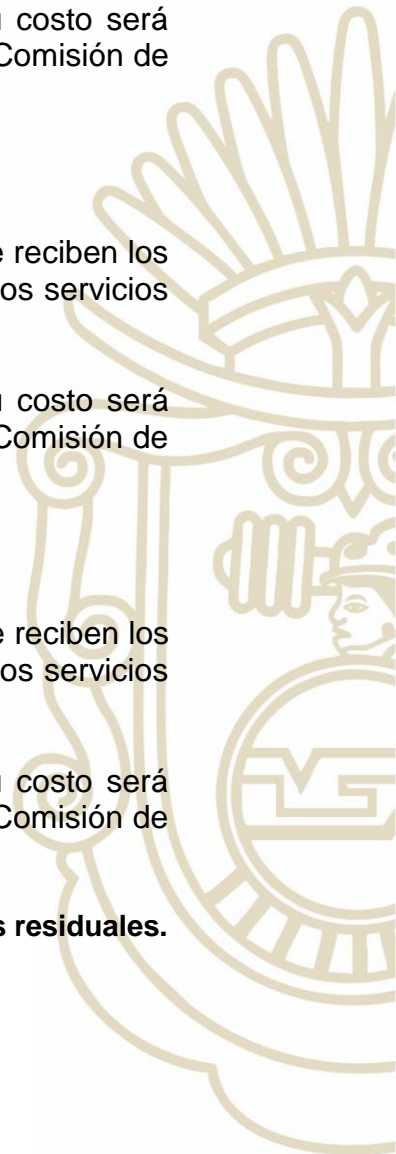 costo será
Comisión de
reciben los
os servicios
costo será
Comisión de
reciben los
os servicios
costo será
Comisión de
s residuales.